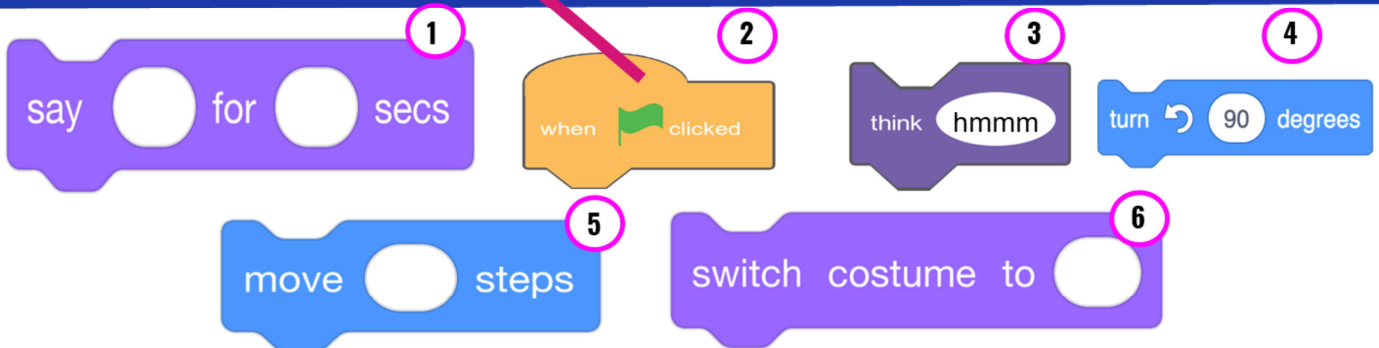 1
say for secs
2
when clicked
3
think hmmm
4
turn 90 degrees
5
move steps
6
switch costume to